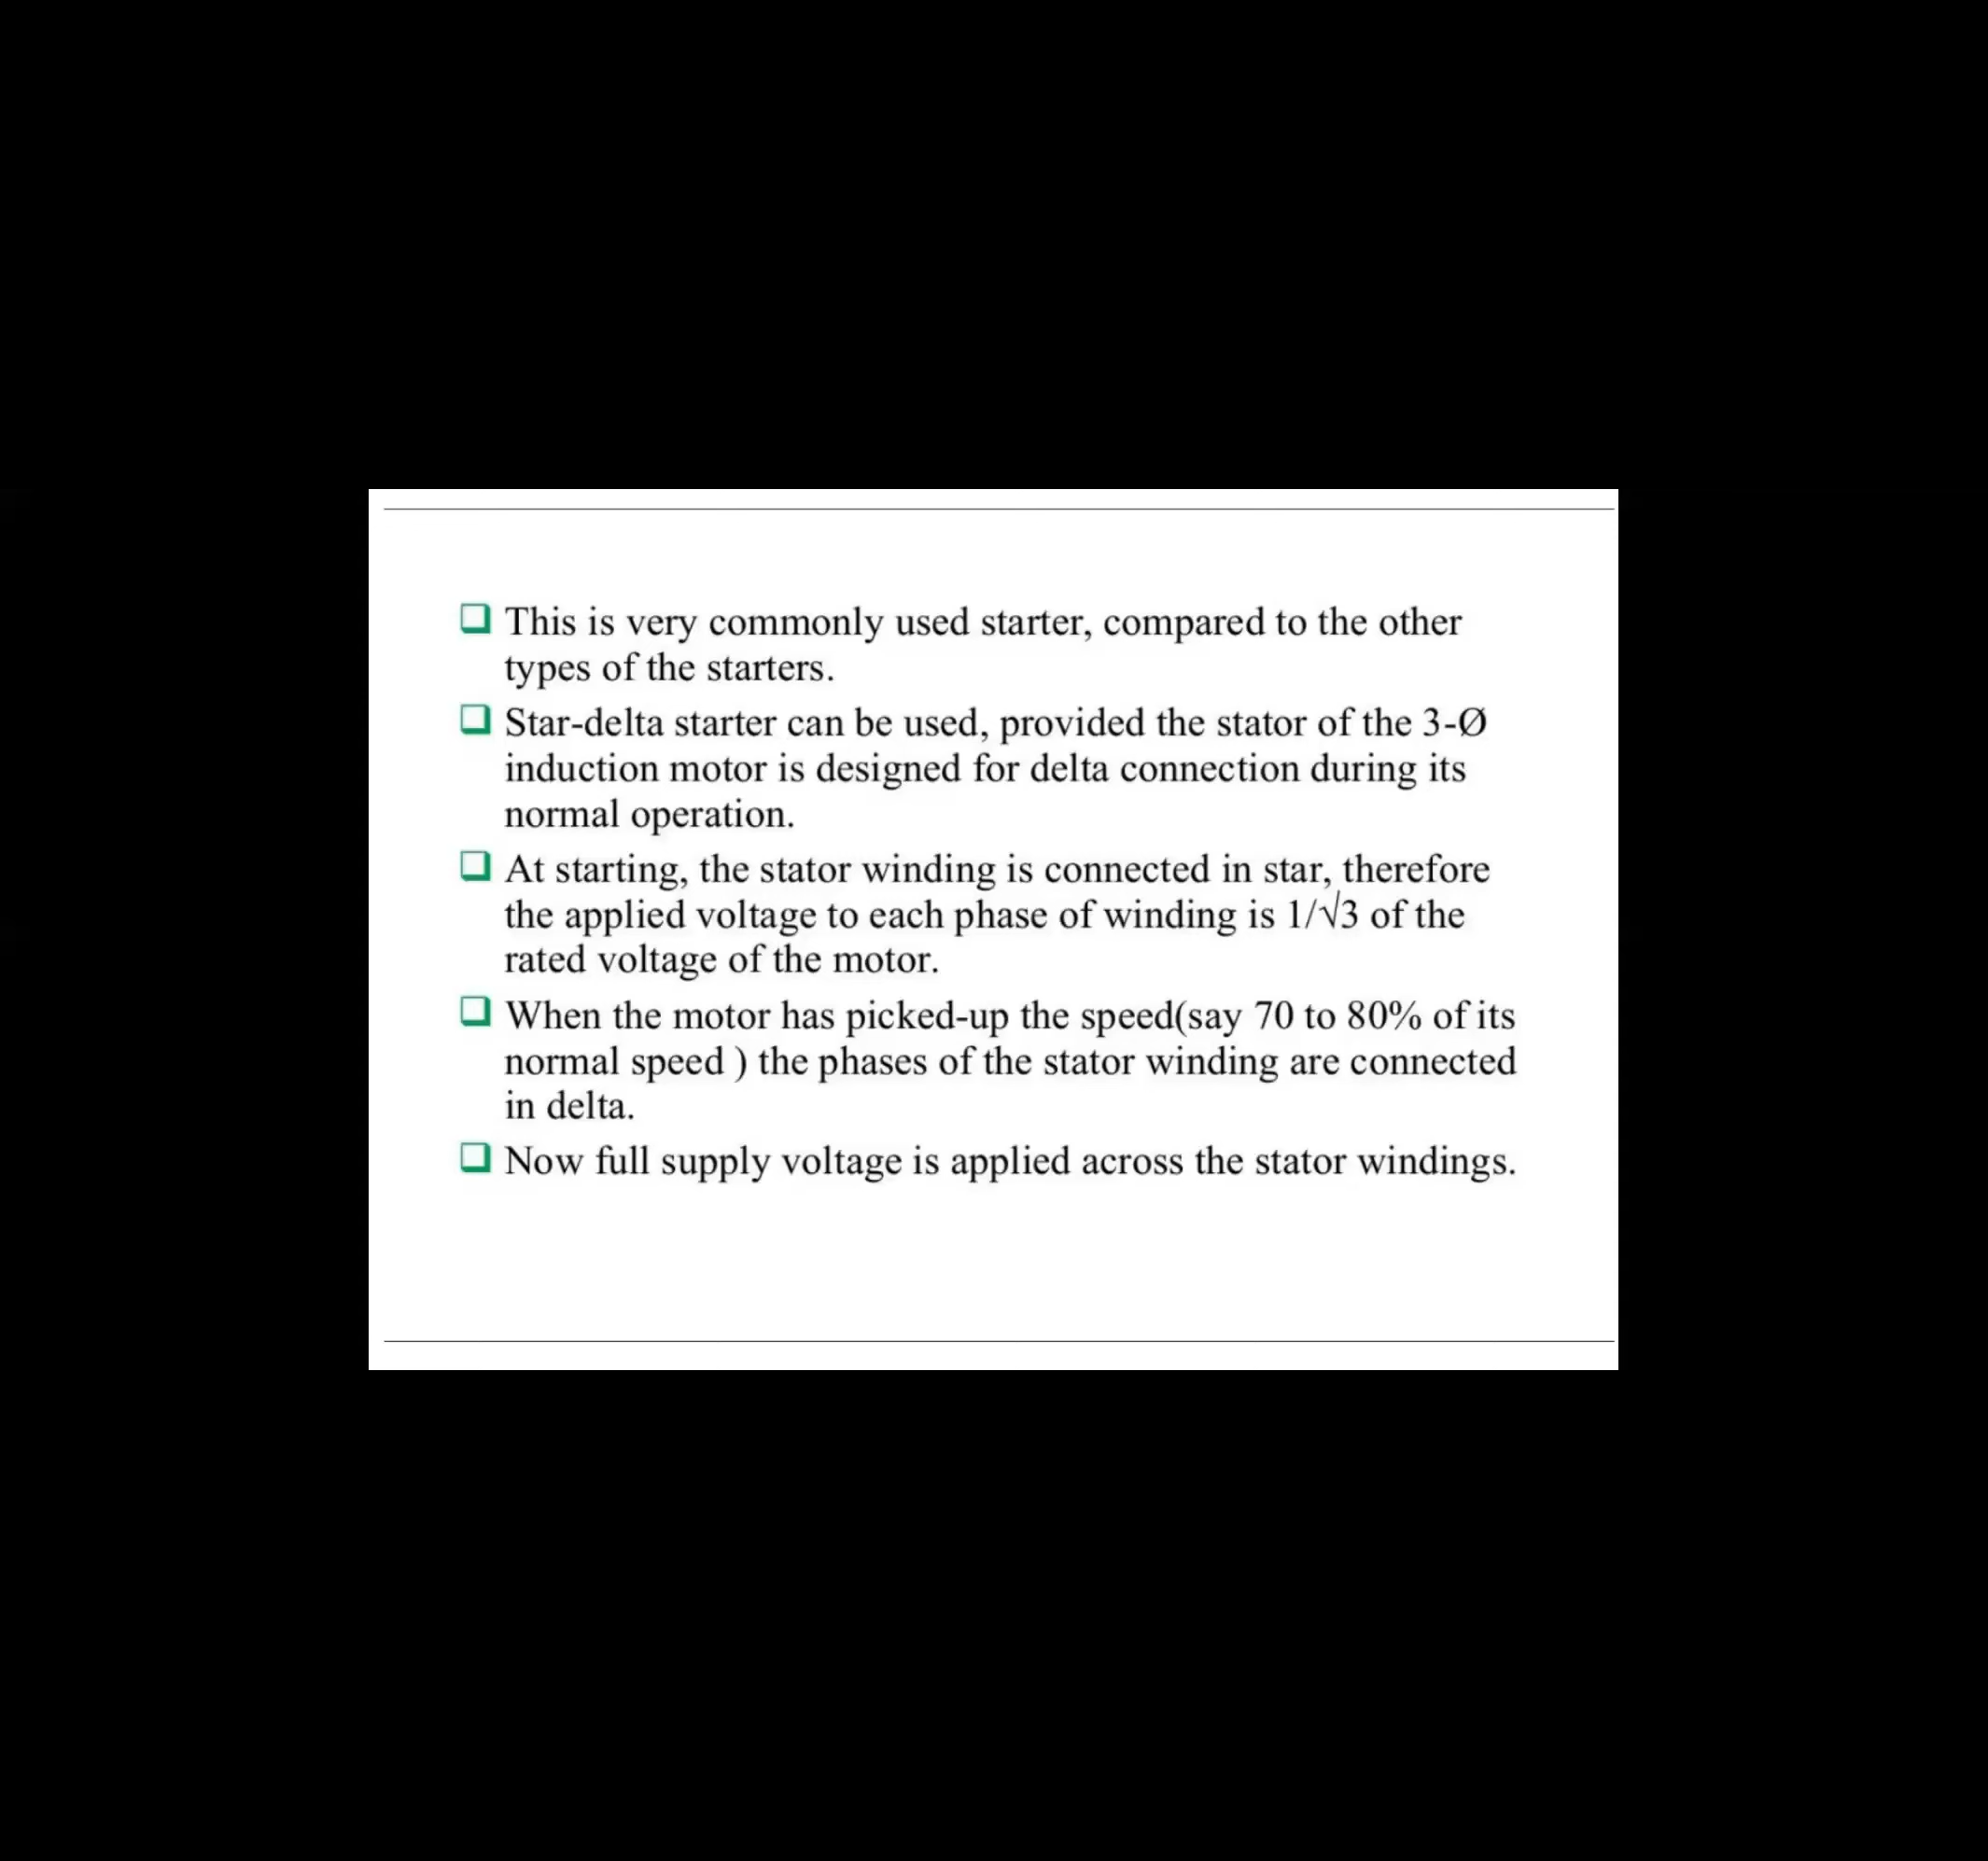 This is very commonly used starter, compared to the other
types of the starters.
Star-delta starter can be used, provided the stator of the 3-Ø
induction motor is designed for delta connection during its
normal operation.
At starting, the stator winding is connected in star, therefore
the applied voltage to each phase of winding is 1/√3 of the
rated voltage of the motor.
When the motor has picked-up the speed(say 70 to 80% of its
normal speed ) the phases of the stator winding are connected
in delta.
Now full supply voltage is applied across the stator windings.